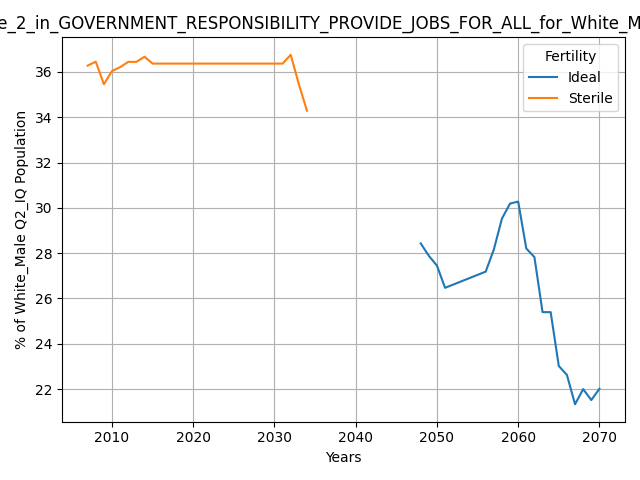 e_2_in_GOVERNMENT_RESPONSIBILITY_PROVIDE_JOBS_FOR_ALL_for_White_M
Fertility
Ideal
Sterile
36
34
32
30
28
26
24
22
% of White_Male Q2_IQ Population
2010 2020 2030 2040 2050 2060 2070
Years